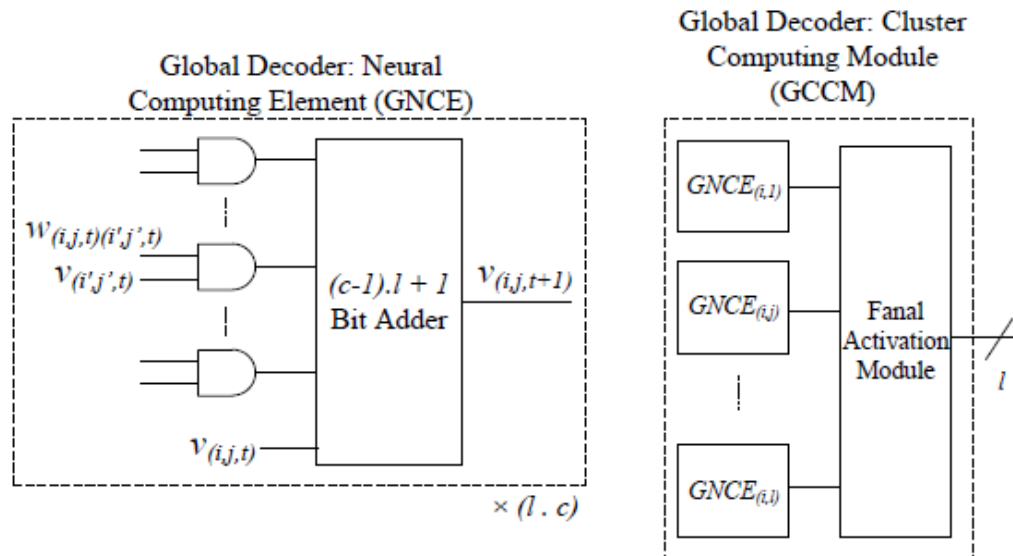 Global Decoder: Neural
Computing Element (GNCE)
w(i,j,t)(i',j',t)
v(i',j',t)
(c-1).l + 1
Bit Adder
v(i,j,t+1)
v(i,j,t)
× (l . c)
Global Decoder: Cluster
Computing Module
(GCCM)
GNCE(i,1)
GNCE(i,j)
GNCE(i,l)
Fanal
Activation
Module
l